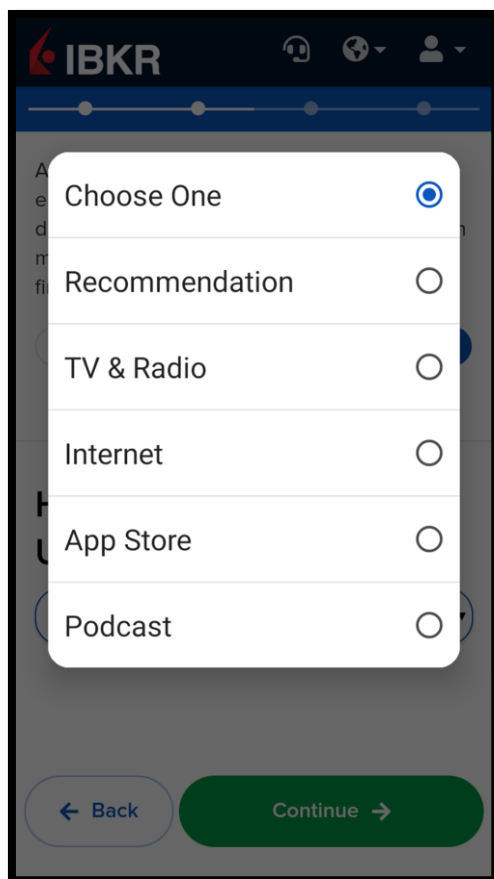 IBKR
Choose One
Recommendation
TV & Radio
Internet
App Store
Podcast
← Back
Continue →